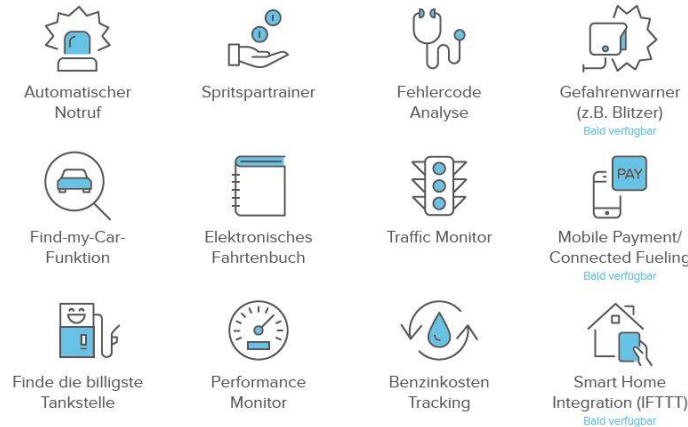 Automatischer
Notruf
Spritspartrainer
Fehlercode
Analyse
Gefahrenwarner
(z.B. Blitzer)
Bald verfügbar
Find-my-Car-
Funktion
Elektronisches
Fahrtenbuch
Traffic Monitor
PAY
Mobile Payment/
Connected Fueling
Bald verfügbar
Finde die billigste
Tankstelle
Performance
Monitor
Benzinkosten
Tracking
Smart Home
Integration (IFTTT)
Bald verfügbar